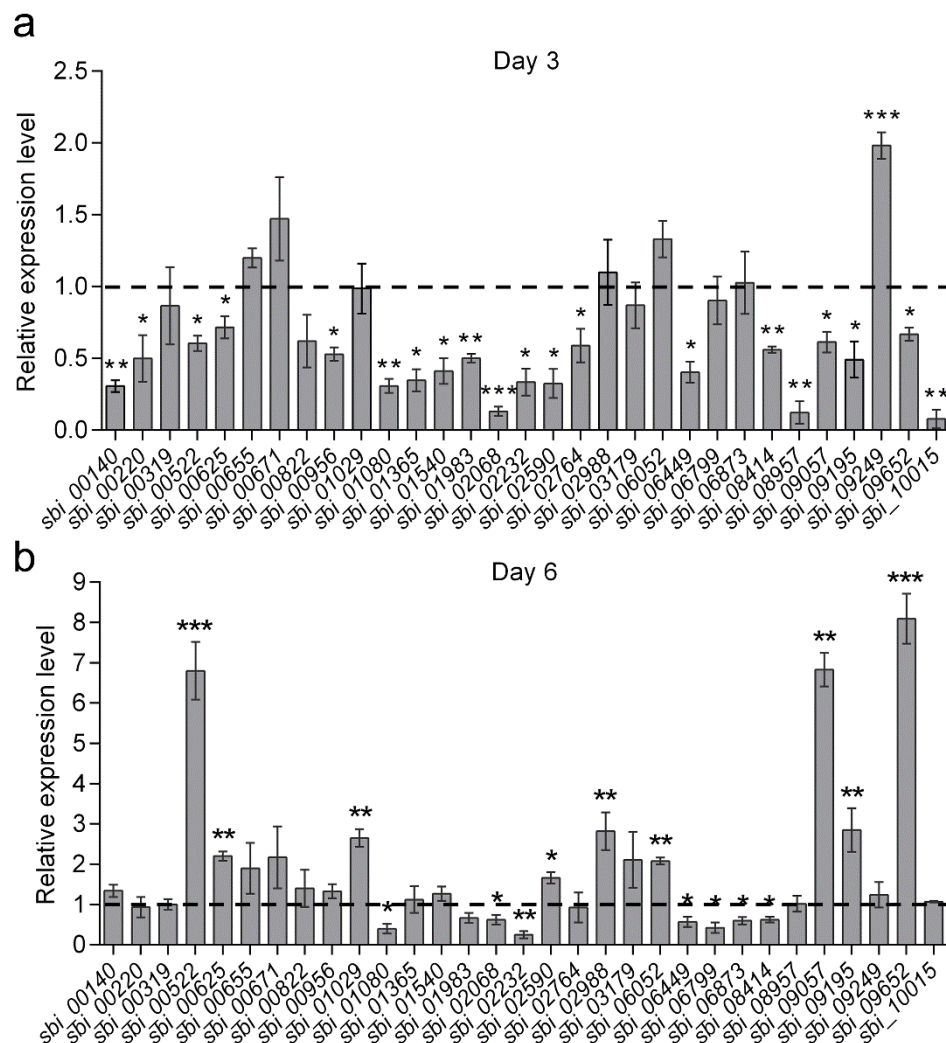 a
Day 3
Relative expression level
2.5
2.0
1.5
1.0
0.5
0.0
** * * * * ** * * ** *** * * * * ** ** * * *** * **
sbi_00140
sbi_00220
sbi_00319
sbi_00522
sbi_00625
sbi_00655
sbi_00671
sbi_00822
sbi_00956
sbi_01029
sbi_01080
sbi_01365
sbi_01540
sbi_01983
sbi_02068
sbi_02232
sbi_02590
sbi_02764
sbi_02988
sbi_03179
sbi_06052
sbi_06449
sbi_06799
sbi_06873
sbi_08414
sbi_08957
sbi_09057
sbi_09195
sbi_09249
sbi_09652
sbi_10015
b
Day 6
Relative expression level
9
8
7
6
5
4
3
2
1
0
*** ** ** * * ** * ** ** * * * * ** ** ***
sbi_00140
sbi_00220
sbi_00319
sbi_00522
sbi_00625
sbi_00655
sbi_00671
sbi_00822
sbi_00956
sbi_01029
sbi_01080
sbi_01365
sbi_01540
sbi_01983
sbi_02068
sbi_02232
sbi_02590
sbi_02764
sbi_02988
sbi_03179
sbi_06052
sbi_06449
sbi_06799
sbi_06873
sbi_08414
sbi_08957
sbi_09057
sbi_09195
sbi_09249
sbi_09652
sbi_10015